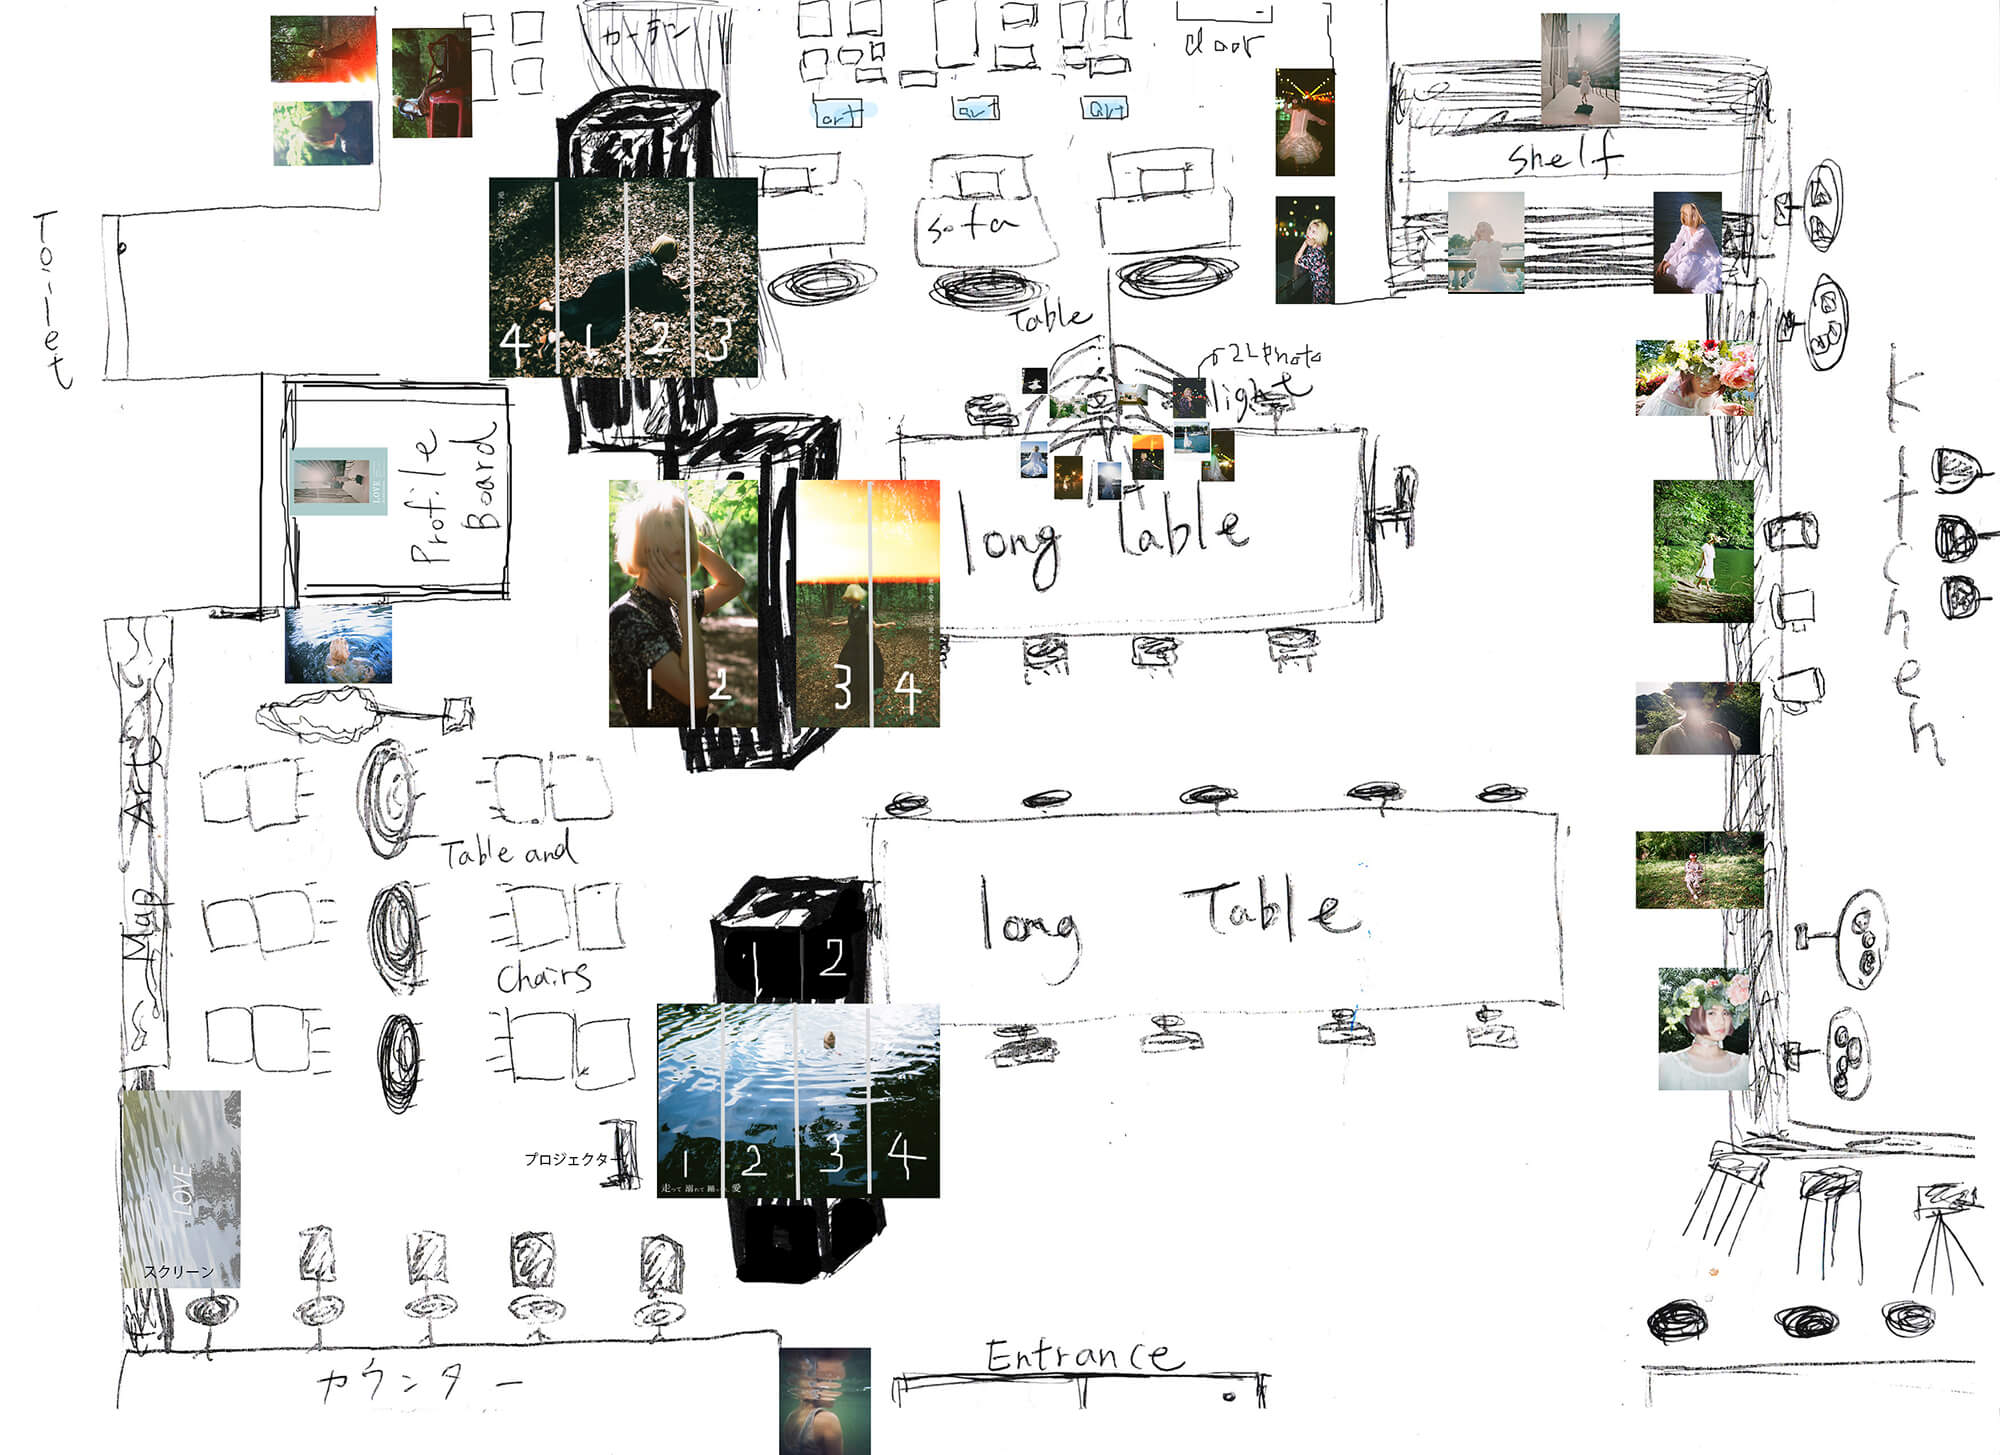 カーテン
door
art
art
art
shelf
Toilet
sofa
Table
2L photo
light
4 1 2 3
Profile
Board
LOVE
Kitchen
long Table
1 2
3 4
Table and
Chairs
Map Art
long Table
1 2
1 2 3 4
走って 溺れて 踊って、愛
プロジェクター
LOVE
スクリーン
カウンター
Entrance